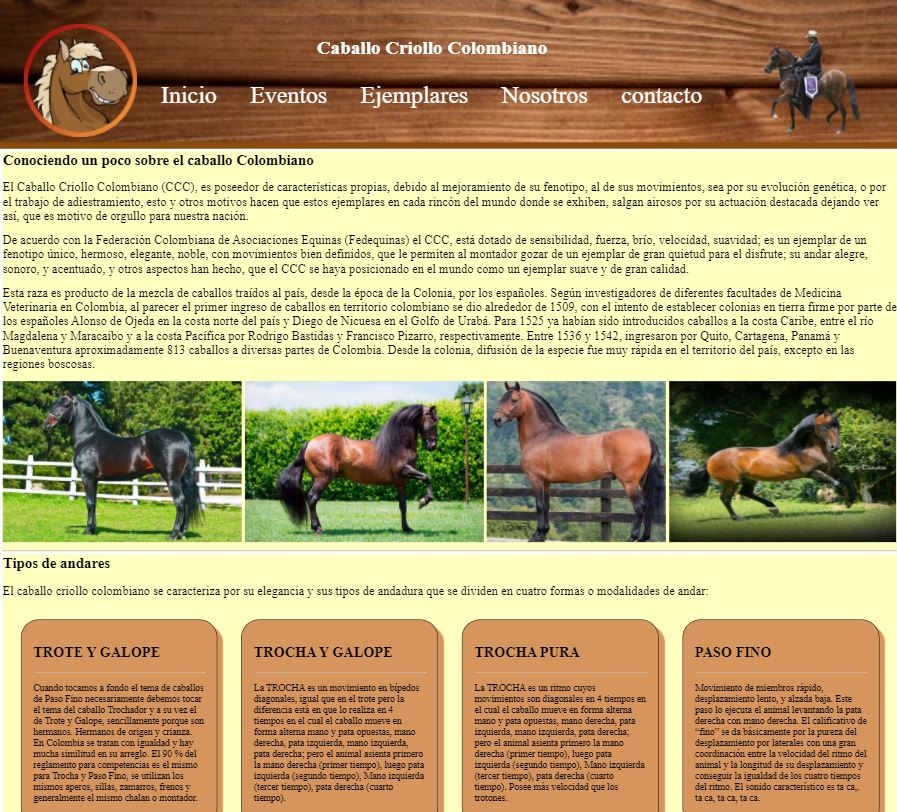 Caballo Criollo Colombiano
Inicio Eventos Ejemplares Nosotros contacto
Conociendo un poco sobre el caballo Colombiano
El Caballo Criollo Colombiano (CCC), es poseedor de características propias, debido al mejoramiento de su fenotipo, al de sus movimientos, sea por su evolución genética, o por
el trabajo de adiestramiento, esto y otros motivos hacen que estos ejemplares en cada rincón del mundo donde se exhiben, salgan airosos por su actuación destacada dejando ver
así, que es motivo de orgullo para nuestra nación.
De acuerdo con la Federación Colombiana de Asociaciones Equinas (Fedequinas) el CCC, está dotado de sensibilidad, fuerza, brío, velocidad, suavidad; es un ejemplar de un
fenotipo único, hermoso, elegante, noble, con movimientos bien definidos, que le permiten al montador gozar de un ejemplar de gran quietud para el disfrute; su andar alegre,
sonoro, y acentuado, y otros aspectos han hecho, que el CCC se haya posicionado en el mundo como un ejemplar suave y de gran calidad.
Esta raza es producto de la mezcla de caballos traídos al país, desde la época de la Colonia, por los españoles. Según investigadores de diferentes facultades de Medicina
Veterinaria en Colombia, al parecer el primer ingreso de caballos en territorio colombiano se dio alrededor de 1509, con el intento de establecer colonias en tierra firme por parte de
los españoles Alonso de Ojeda en la costa norte del país y Diego de Nicuesa en el Golfo de Urabá. Para 1525 ya habían sido introducidos caballos a la costa Caribe, entre el río
Magdalena y Maracaibo y a la costa Pacífica por Rodrigo Bastidas y Francisco Pizarro, respectivamente. Entre 1536 y 1542, ingresaron por Quito, Cartagena, Panamá y
Buenaventura aproximadamente 813 caballos a diversas partes de Colombia. Desde la colonia, difusión de la especie fue muy rápida en el territorio del país, excepto en las
regiones boscosas.
Tipos de andares
El caballo criollo colombiano se caracteriza por su elegancia y sus tipos de andadura que se dividen en cuatro formas o modalidades de andar:
TROTE Y GALOPE
Cuando tocamos a fondo el tema de caballos
de Paso Fino necesariamente debemos tocar
el tema del caballo Trochador y a su vez el
de Trote y Galope, sencillamente porque son
hermanos. Hermanos de origen y crianza.
En Colombia se tratan con igualdad y hay
mucha similitud en su arreglo. El 90 % del
reglamento para competencias es el mismo
para Trocha y Paso Fino, se utilizan los
mismos aperos, sillas, zamarros, frenos y
generalmente el mismo chalan o montador.
TROCHA Y GALOPE
La TROCHA es un movimiento en bípedos
diagonales, igual que en el trote pero la
diferencia esta en que lo realiza en 4
tiempos en el cual el caballo mueve en
forma alterna mano y pata opuestas, mano
derecha, pata izquierda, mano izquierda,
pata derecha; pero el animal asienta primero
la mano derecha (primer tiempo), luego pata
izquierda (segundo tiempo), Mano izquierda
(tercer tiempo), pata derecha (cuarto
tiempo).
TROCHA PURA
La TROCHA es un ritmo cuyos
movimientos son diagonales en 4 tiempos en
el cual el caballo mueve en forma alterna
mano y pata opuestas, mano derecha, pata
izquierda, mano izquierda, pata derecha;
pero el animal asienta primero la mano
derecha (primer tiempo), luego pata
izquierda (segundo tiempo), Mano izquierda
(tercer tiempo), pata derecha (cuarto
tiempo). Posee más velocidad que los
trotones.
PASO FINO
Movimiento de miembros rápido,
desplazamiento lento, y alzada baja. Este
paso lo ejecuta el animal levantando la pata
derecha con mano derecha. El calificativo de
“fino” se da básicamente por la pureza del
desplazamiento por laterales con una gran
coordinación entre la velocidad del ritmo del
animal y la longitud de su desplazamiento y
conseguir la igualdad de los cuatro tiempos
del ritmo. El sonido característico es ta ca,.
ta ca, ta ca, ta ca.